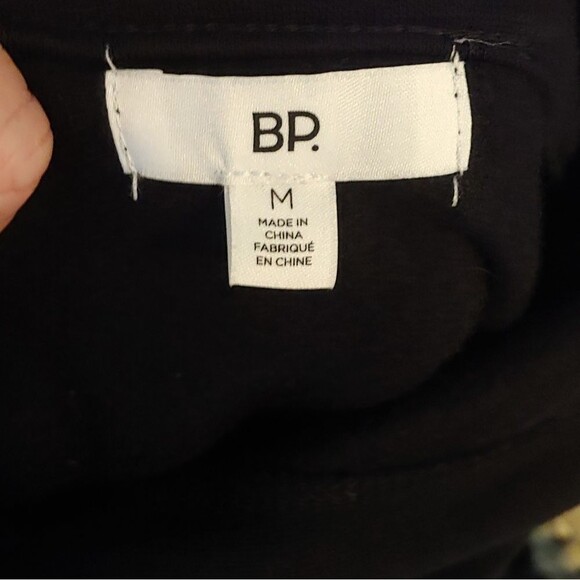 BP.
M
MADE IN
CHINA
FABRIQUÉ
EN CHINE